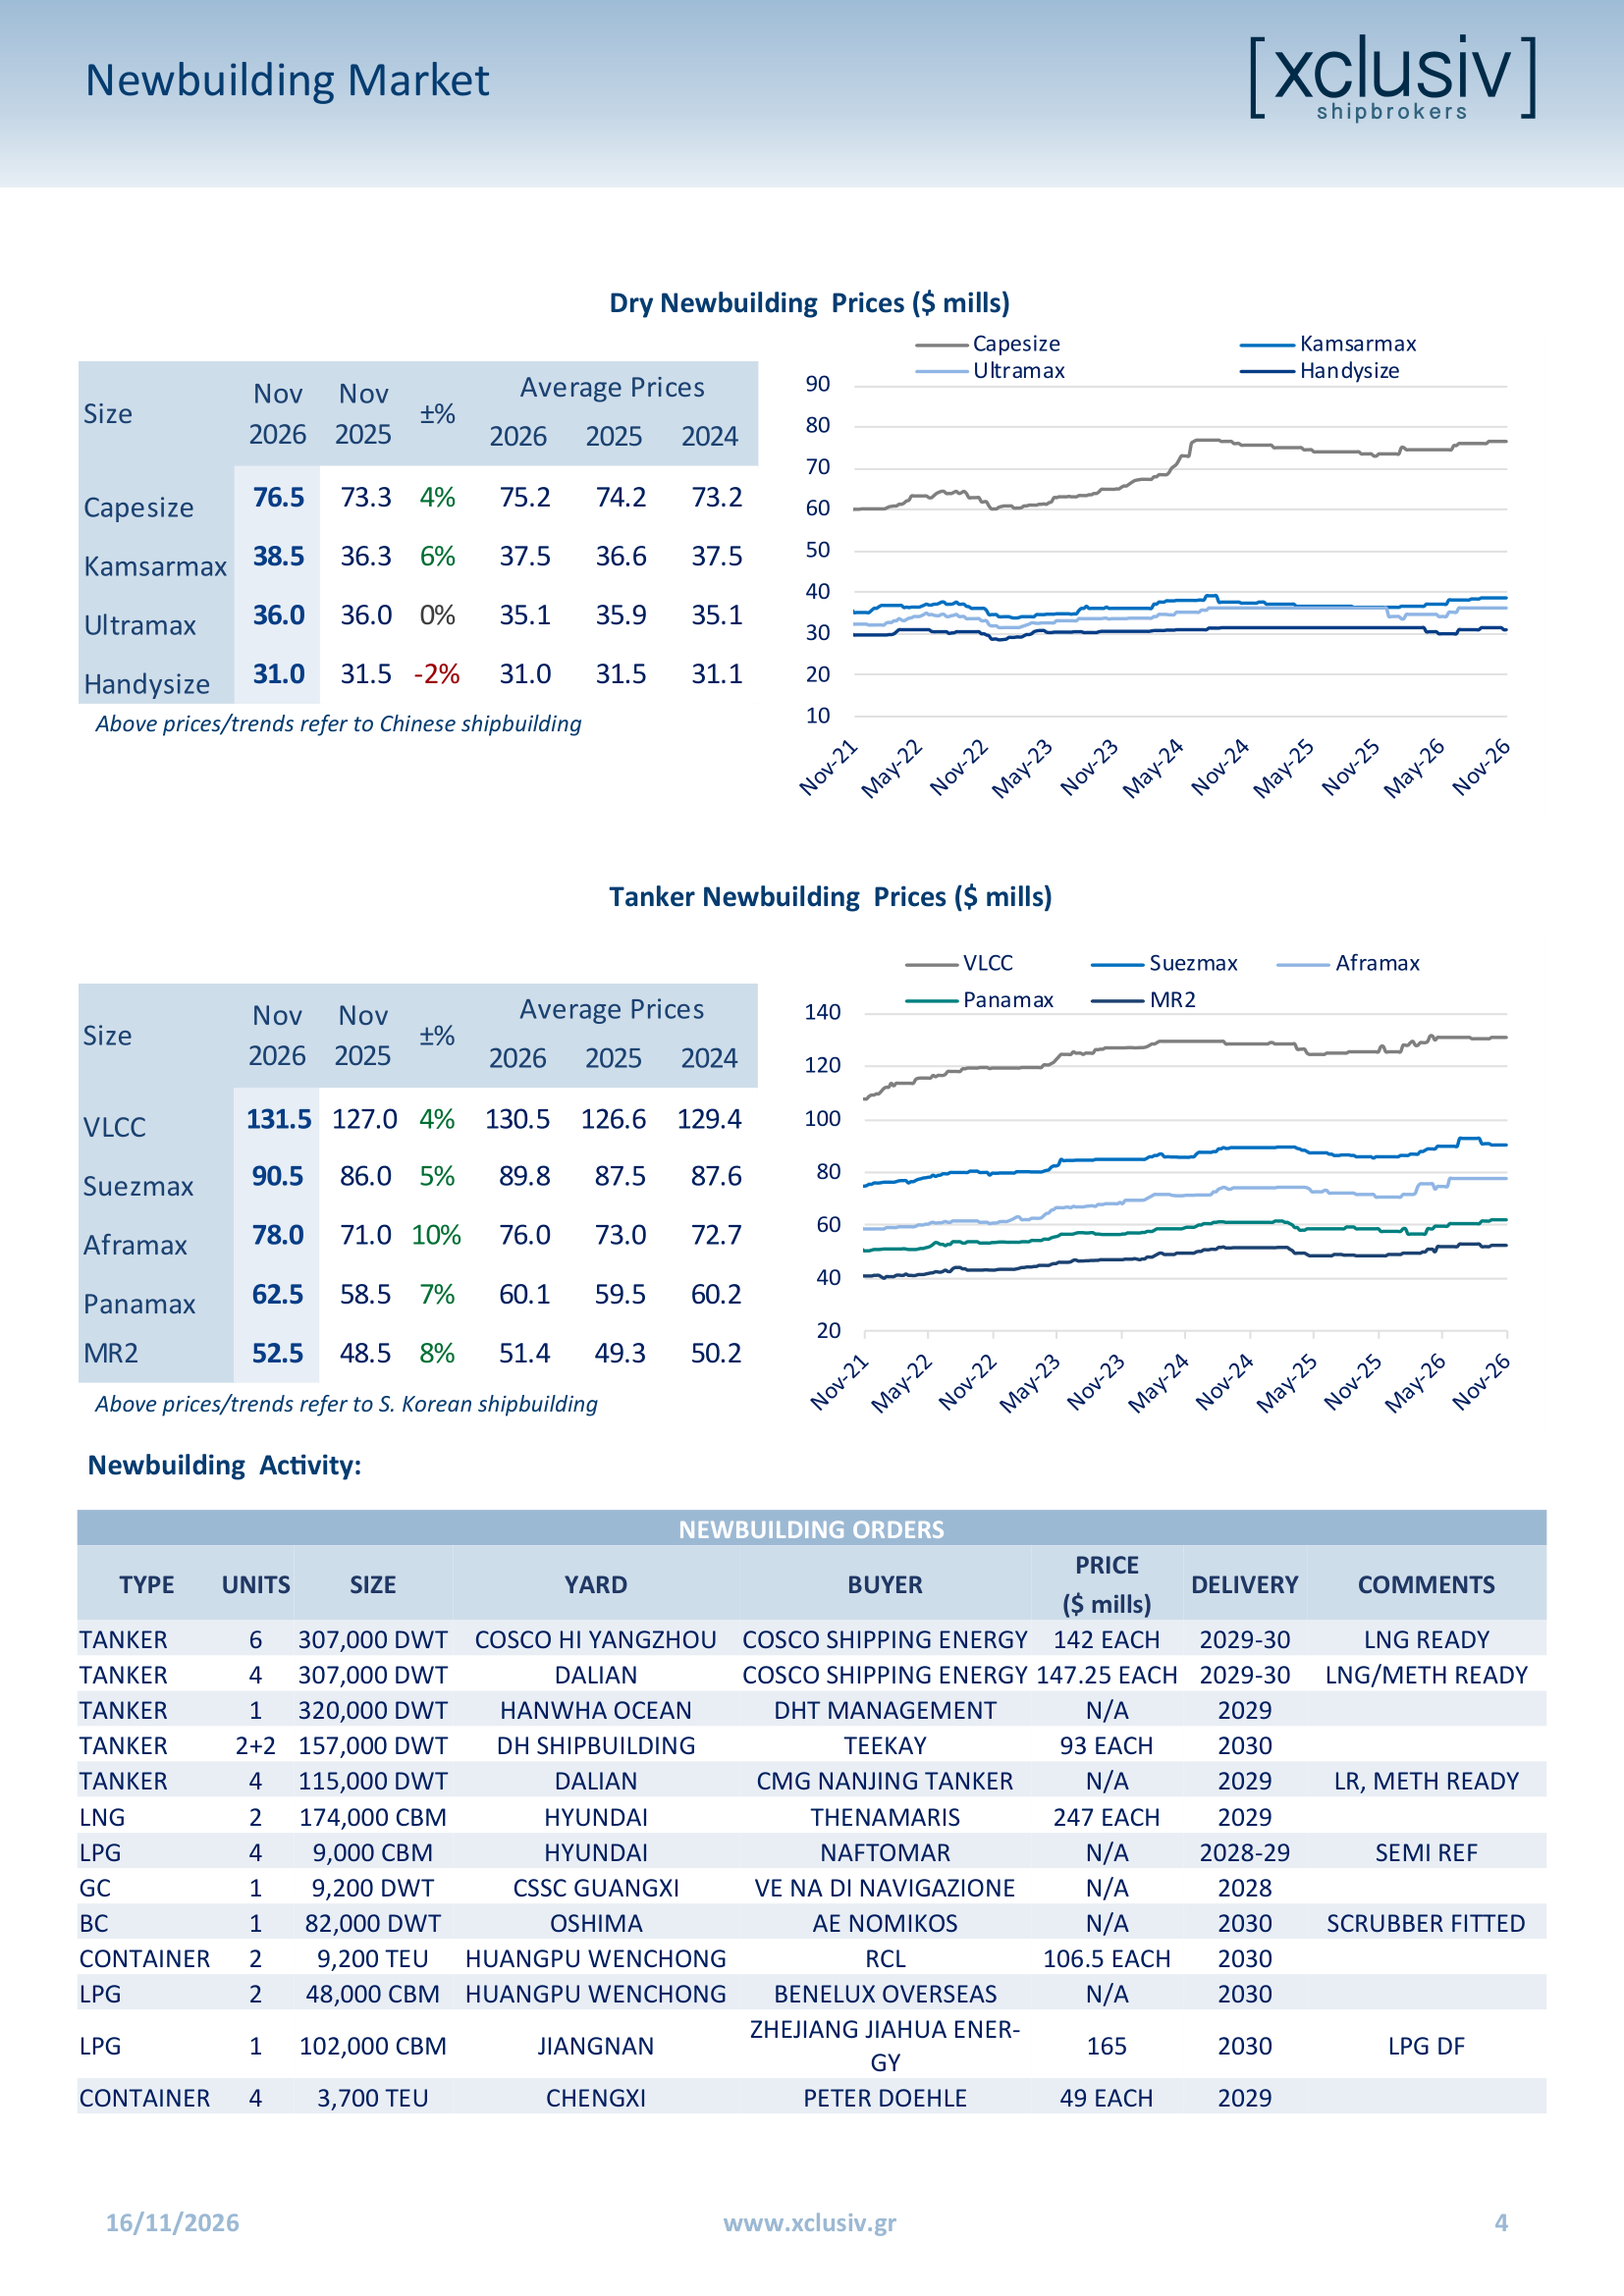 Newbuilding Market
[xclusiv]
shipbrokers
Dry Newbuilding Prices ($ mills)
Size Nov 2026 Nov 2025 ±% Average Prices
2026 2025 2024
Capesize 76.5 73.3 4% 75.2 74.2 73.2
Kamsarmax 38.5 36.3 6% 37.5 36.6 37.5
Ultramax 36.0 36.0 0% 35.1 35.9 35.1
Handysize 31.0 31.5 -2% 31.0 31.5 31.1
Above prices/trends refer to Chinese shipbuilding
Capesize Kamsarmax
Ultramax Handysize
90
80
70
60
50
40
30
20
10
Nov-21 May-22 Nov-22 May-23 Nov-23 May-24 Nov-24 May-25 Nov-25 May-26 Nov-26
Tanker Newbuilding Prices ($ mills)
Size Nov 2026 Nov 2025 ±% Average Prices
2026 2025 2024
VLCC 131.5 127.0 4% 130.5 126.6 129.4
Suezmax 90.5 86.0 5% 89.8 87.5 87.6
Aframax 78.0 71.0 10% 76.0 73.0 72.7
Panamax 62.5 58.5 7% 60.1 59.5 60.2
MR2 52.5 48.5 8% 51.4 49.3 50.2
Above prices/trends refer to S. Korean shipbuilding
VLCC Suezmax Aframax
Panamax MR2
140
120
100
80
60
40
20
Nov-21 May-22 Nov-22 May-23 Nov-23 May-24 Nov-24 May-25 Nov-25 May-26 Nov-26
Newbuilding Activity:
NEWBUILDING ORDERS
TYPE UNITS SIZE YARD BUYER PRICE ($ mills) DELIVERY COMMENTS
TANKER 6 307,000 DWT COSCO HI YANGZHOU COSCO SHIPPING ENERGY 142 EACH 2029-30 LNG READY
TANKER 4 307,000 DWT DALIAN COSCO SHIPPING ENERGY 147.25 EACH 2029-30 LNG/METH READY
TANKER 1 320,000 DWT HANWHA OCEAN DHT MANAGEMENT N/A 2029
TANKER 2+2 157,000 DWT DH SHIPBUILDING TEEKAY 93 EACH 2030
TANKER 4 115,000 DWT DALIAN CMG NANJING TANKER N/A 2029 LR, METH READY
LNG 2 174,000 CBM HYUNDAI THENAMARIS 247 EACH 2029
LPG 4 9,000 CBM HYUNDAI NAFTOMAR N/A 2028-29 SEMI REF
GC 1 9,200 DWT CSSC GUANGXI VE NA DI NAVIGAZIONE N/A 2028
BC 1 82,000 DWT OSHIMA AE NOMIKOS N/A 2030 SCRUBBER FITTED
CONTAINER 2 9,200 TEU HUANGPU WENCHONG RCL 106.5 EACH 2030
LPG 2 48,000 CBM HUANGPU WENCHONG BENELUX OVERSEAS N/A 2030
LPG 1 102,000 CBM JIANGNAN ZHEJIANG JIAHUA ENER-
GY 165 2030 LPG DF
CONTAINER 4 3,700 TEU CHENGXI PETER DOEHLE 49 EACH 2029
16/11/2026 www.xclusiv.gr 4